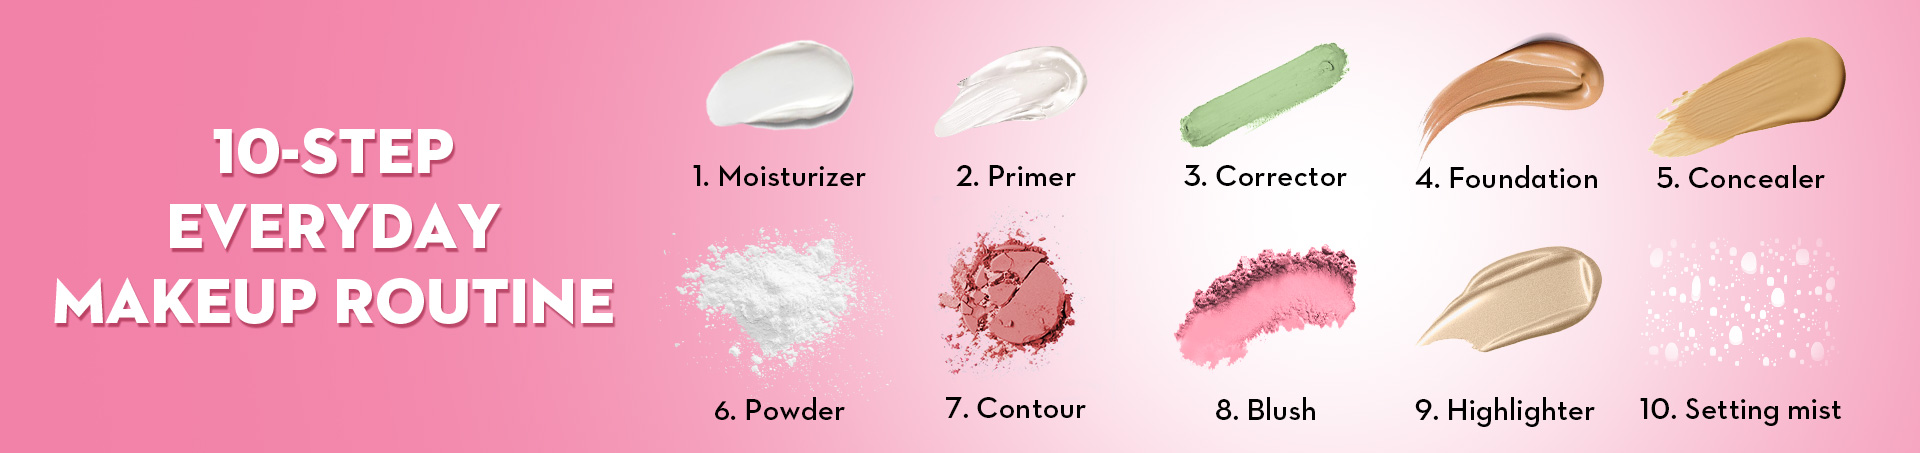 10-STEP
EVERYDAY
MAKEUP ROUTINE
1. Moisturizer
2. Primer
3. Corrector
4. Foundation
5. Concealer
6. Powder
7. Contour
8. Blush
9. Highlighter
10. Setting mist